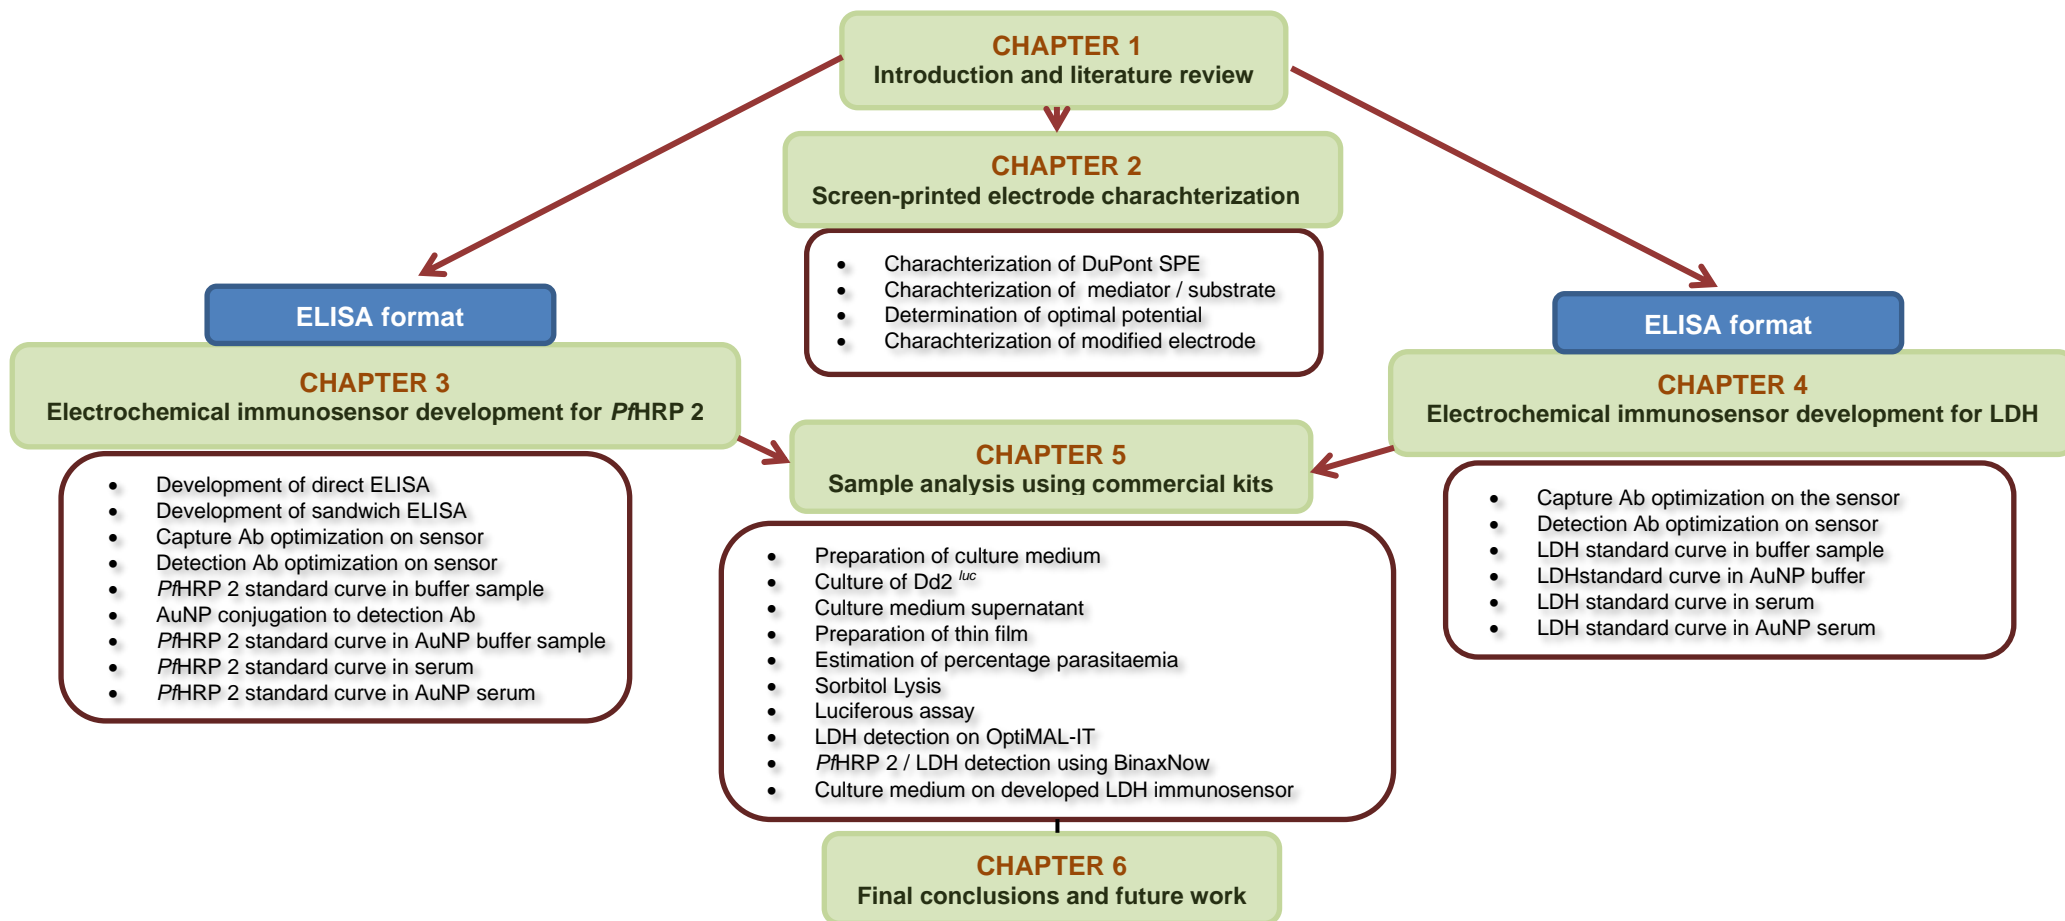 CHAPTER 1
Introduction and literature review
CHAPTER 2
Screen-printed electrode charachterization
• Charachterization of DuPont SPE
• Charachterization of mediator / substrate
• Determination of optimal potential
• Charachterization of modified electrode
ELISA format
CHAPTER 3
Electrochemical immunosensor development for PfHRP 2
• Development of direct ELISA
• Development of sandwich ELISA
• Capture Ab optimization on sensor
• Detection Ab optimization on sensor
• PfHRP 2 standard curve in buffer sample
• AuNP conjugation to detection Ab
• PfHRP 2 standard curve in AuNP buffer sample
• PfHRP 2 standard curve in serum
• PfHRP 2 standard curve in AuNP serum
ELISA format
CHAPTER 4
Electrochemical immunosensor development for LDH
• Capture Ab optimization on the sensor
• Detection Ab optimization on sensor
• LDH standard curve in buffer sample
• LDHstandard curve in AuNP buffer
• LDH standard curve in serum
• LDH standard curve in AuNP serum
CHAPTER 5
Sample analysis using commercial kits
• Preparation of culture medium
• Culture of Dd2 luc
• Culture medium supernatant
• Preparation of thin film
• Estimation of percentage parasitaemia
• Sorbitol Lysis
• Luciferous assay
• LDH detection on OptiMAL-IT
• PfHRP 2 / LDH detection using BinaxNow
• Culture medium on developed LDH immunosensor
CHAPTER 6
Final conclusions and future work